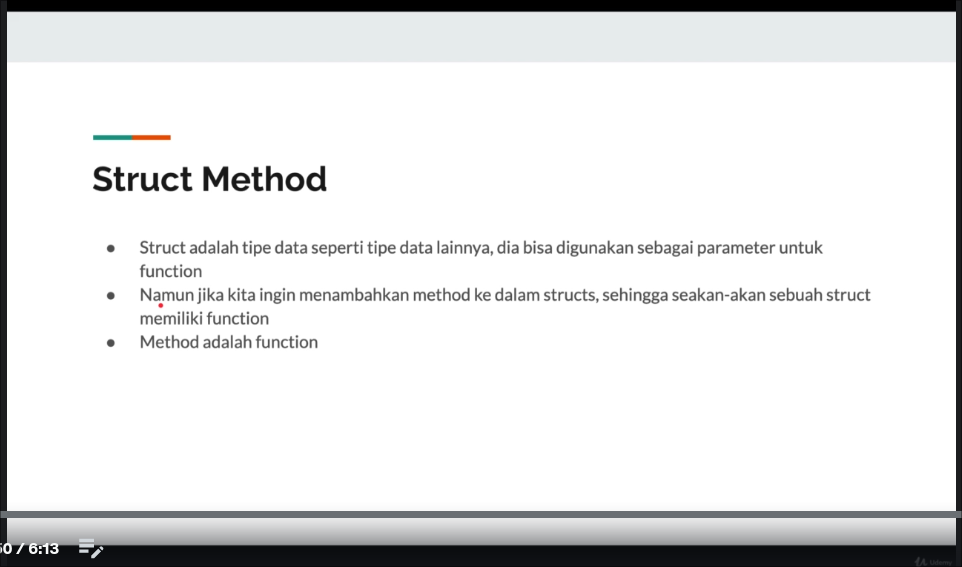 Struct Method
● Struct adalah tipe data seperti tipe data lainnya, dia bisa digunakan sebagai parameter untuk
function
● Namun jika kita ingin menambahkan method ke dalam structs, sehingga seakan-akan sebuah struct
memiliki function
● Method adalah function
/ 6:13
Udemy